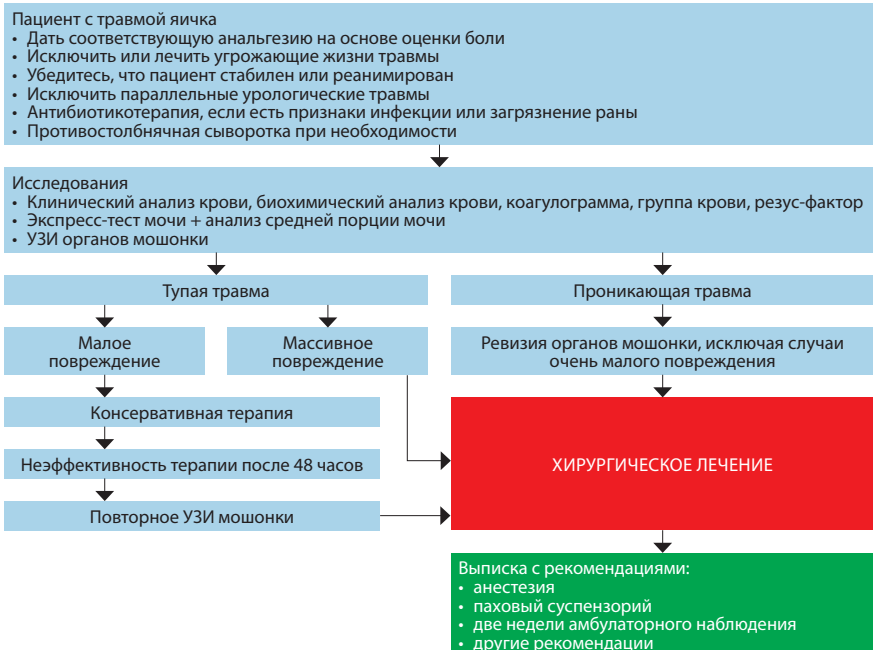 Пациент с травмой яичка
• Дать соответствующую анальгезию на основе оценки боли
• Исключить или лечить угрожающие жизни травмы
• Убедитесь, что пациент стабилен или реанимирован
• Исключить параллельные урологические травмы
• Антибиотикотерапия, если есть признаки инфекции или загрязнение раны
• Противостолбнячная сыворотка при необходимости
Исследования
• Клинический анализ крови, биохимический анализ крови, коагулограмма, группа крови, резус-фактор
• Экспресс-тест мочи + анализ средней порции мочи
• УЗИ органов мошонки
Тупая травма
Проникающая травма
Малое
повреждение
Массивное
повреждение
Ревизия органов мошонки, исключая случаи
очень малого повреждения
Консервативная терапия
Неэффективность терапии после 48 часов
Повторное УЗИ мошонки
ХИРУРГИЧЕСКОЕ ЛЕЧЕНИЕ
Выписка с рекомендациями:
• анестезия
• паховый суспензорий
• две недели амбулаторного наблюдения
• другие рекомендации